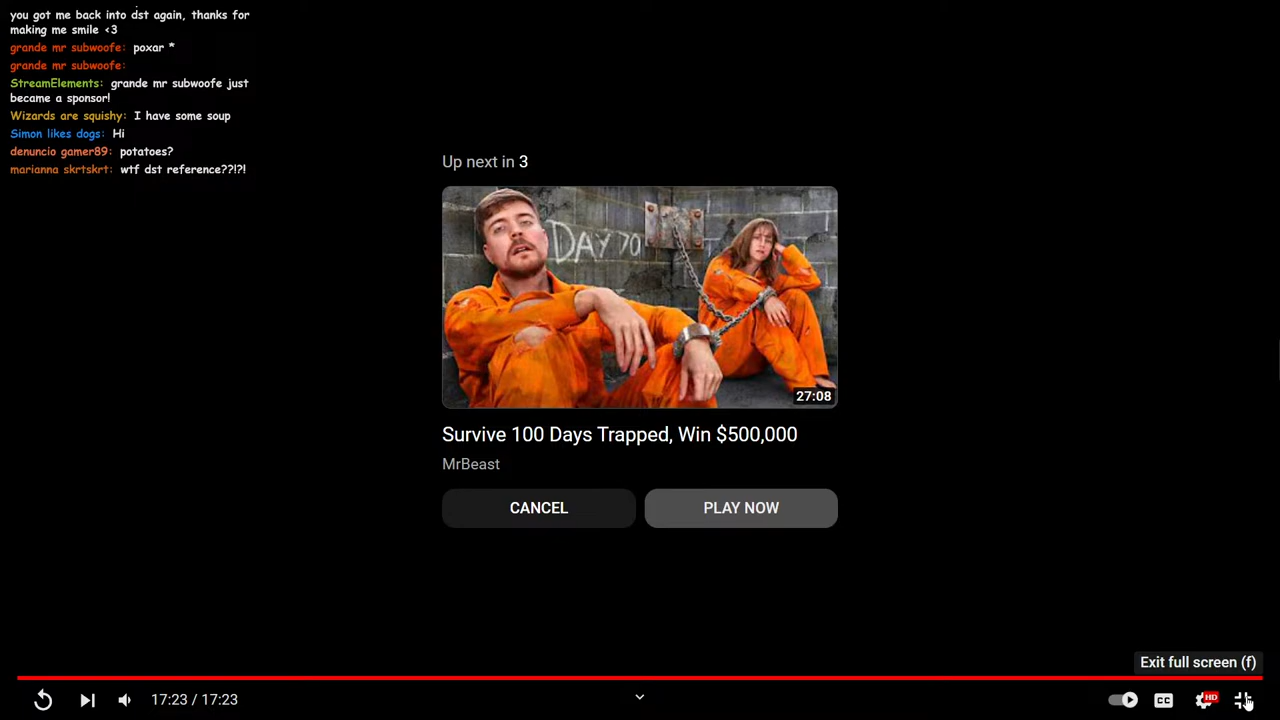 you got me back into dst again, thanks for
making me smile <3
grande mr subwoofe: poxar *
grande mr subwoofe:
StreamElements: grande mr subwoofe just
became a sponsor!
Wizards are squishy: I have some soup
Simon likes dogs: Hi
denuncio gamer89: potatoes?
marianna skrtskrt: wtf dst reference??!?!
Up next in 3
DAY 70
27:08
Survive 100 Days Trapped, Win $500,000
MrBeast
CANCEL
PLAY NOW
Exit full screen (f)
17:23 / 17:23
CC
HD